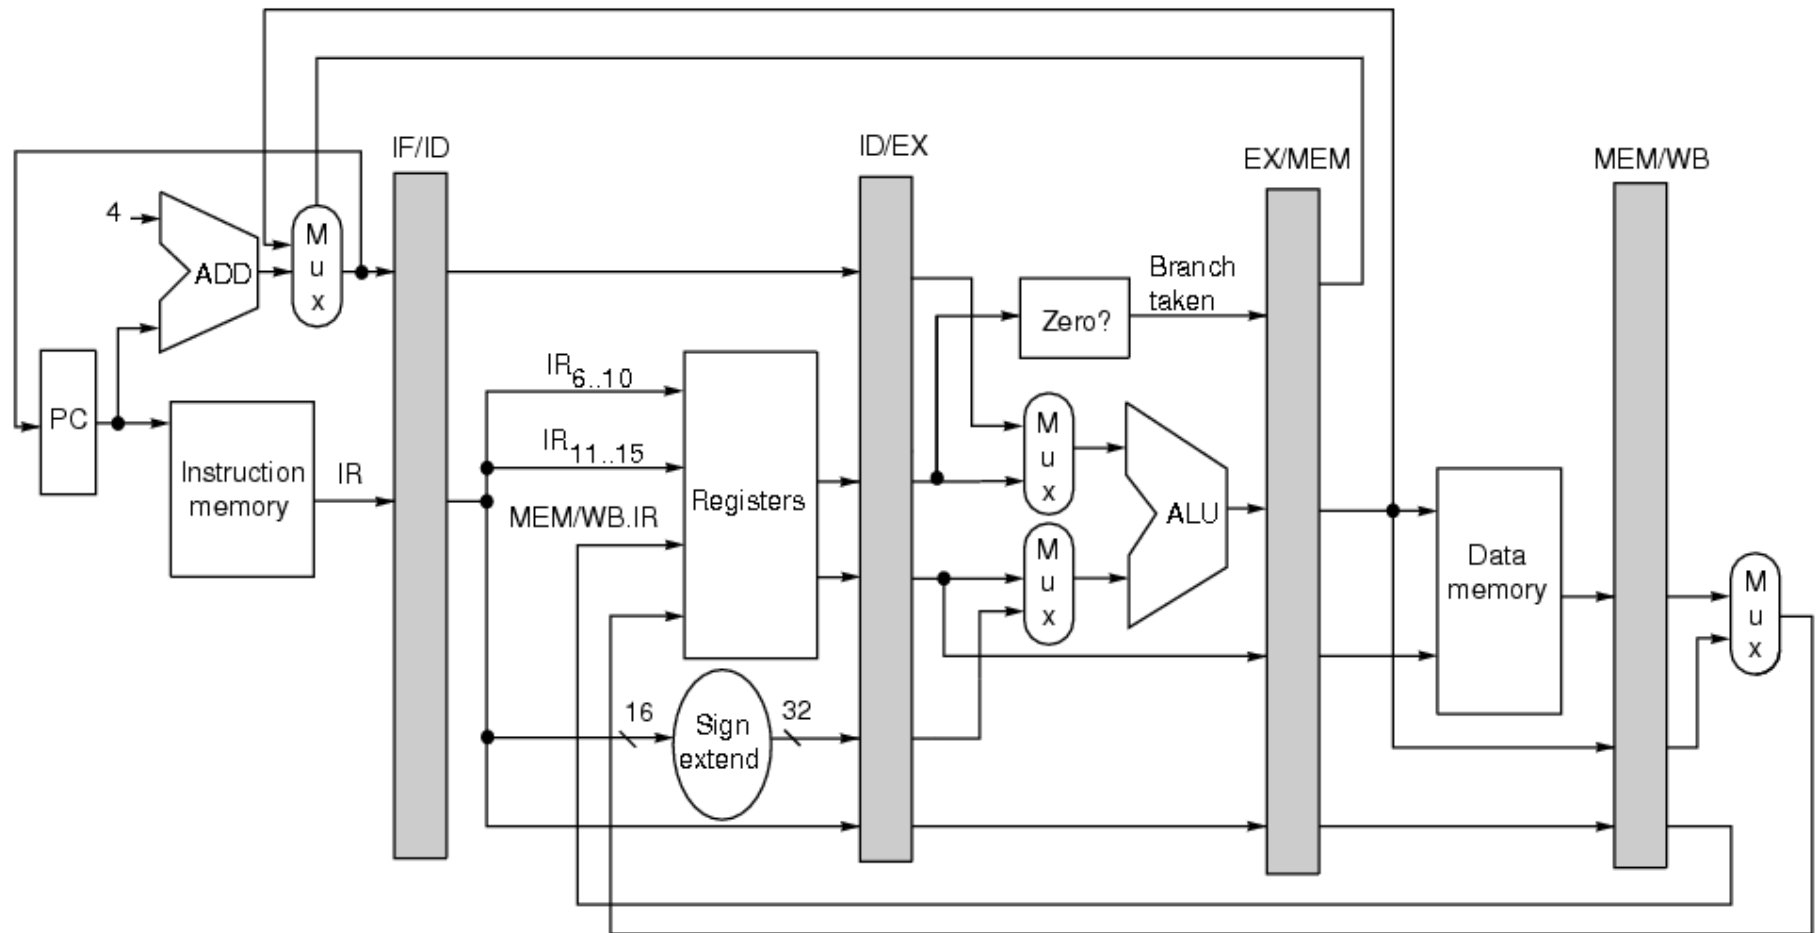 IF/ID
ID/EX
EX/MEM
MEM/WB
4
ADD
M
u
x
PC
Instruction
memory
IR
IR6..10
IR11..15
MEM/WB.IR
Registers
16
Sign
extend
32
Zero?
Branch
taken
M
u
x
M
u
x
ALU
Data
memory
M
u
x